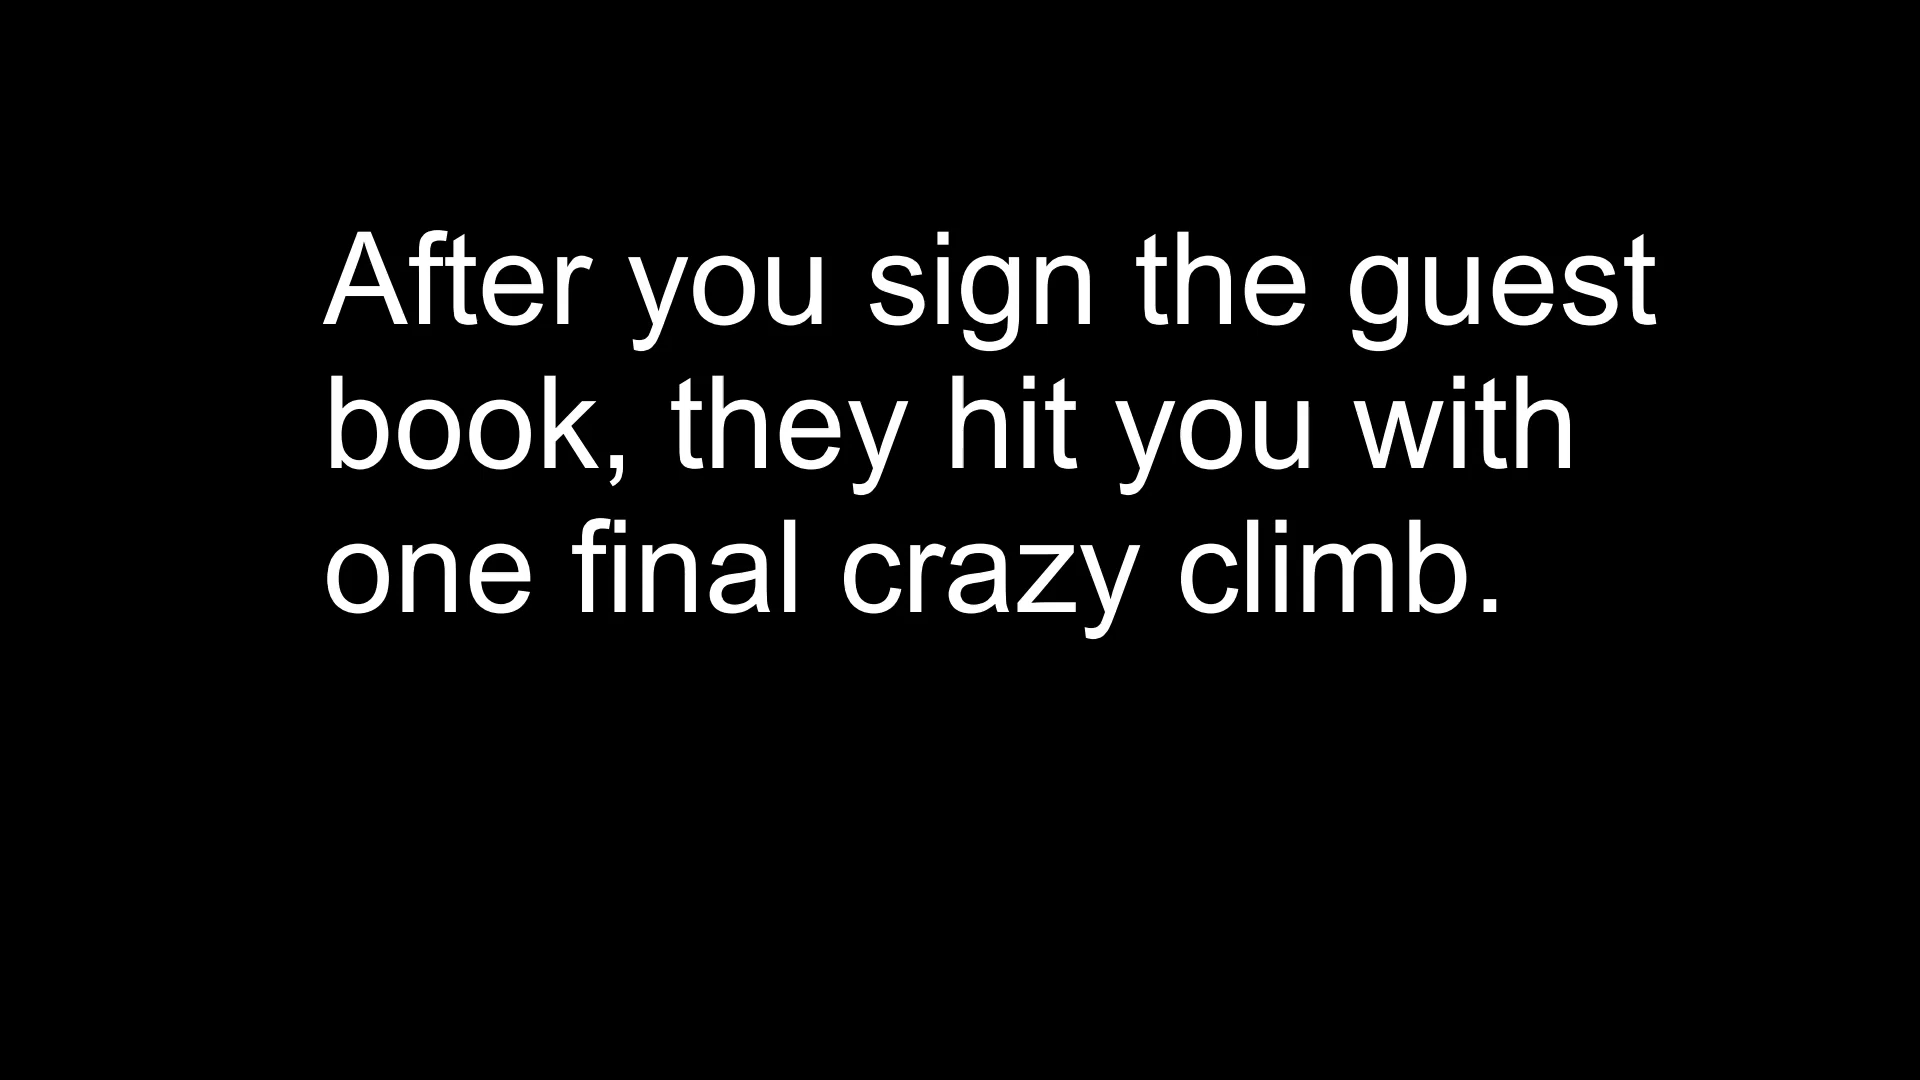 After you sign the guest
book, they hit you with
one final crazy climb.